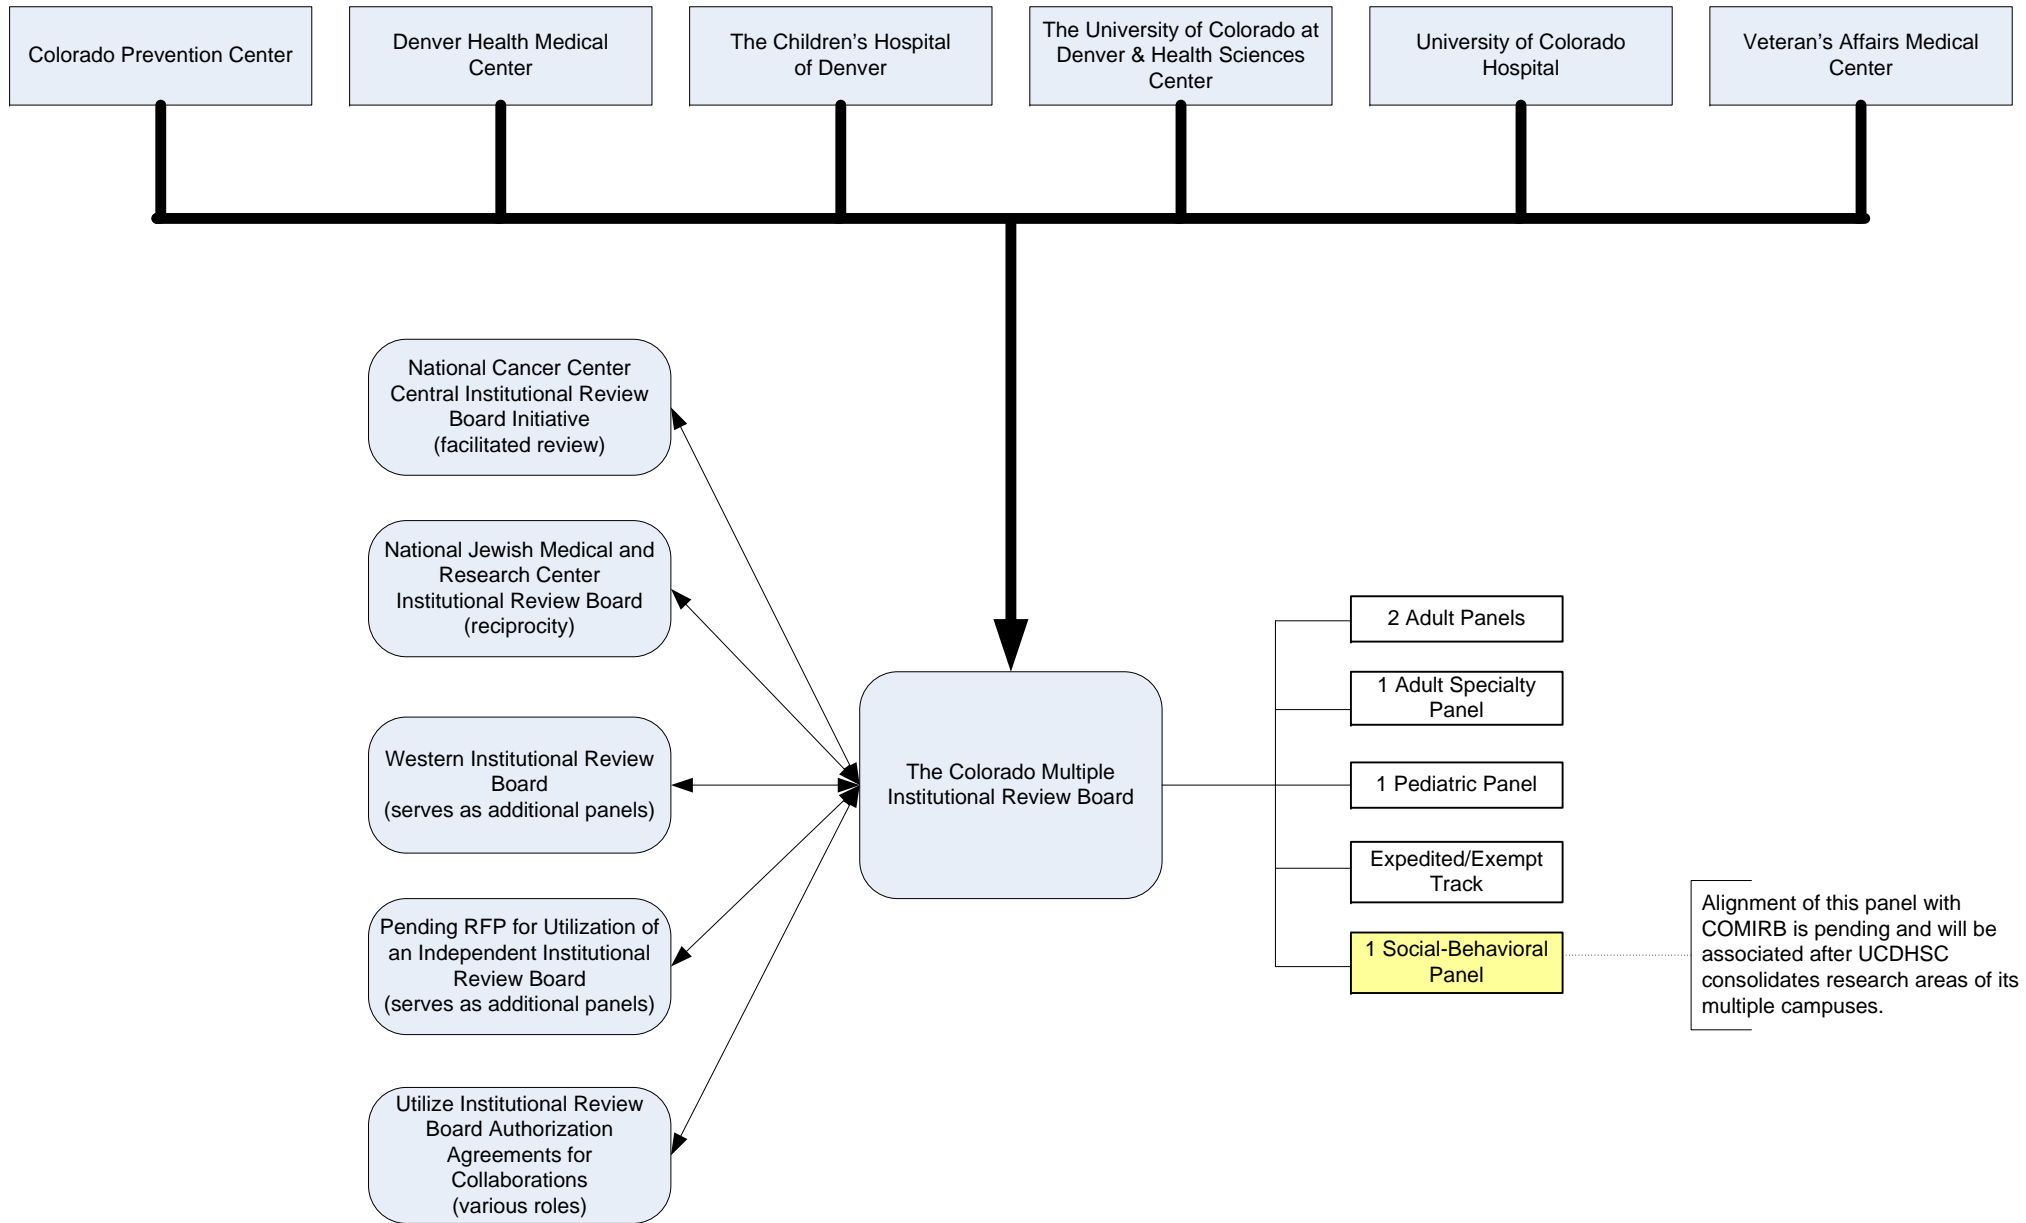 Colorado Prevention Center
Denver Health Medical
Center
The Children's Hospital
of Denver
The University of Colorado at
Denver & Health Sciences
Center
University of Colorado
Hospital
Veteran's Affairs Medical
Center
National Cancer Center
Central Institutional Review
Board Initiative
(facilitated review)
National Jewish Medical and
Research Center
Institutional Review Board
(reciprocity)
Western Institutional Review
Board
(serves as additional panels)
Pending RFP for Utilization of
an Independent Institutional
Review Board
(serves as additional panels)
Utilize Institutional Review
Board Authorization
Agreements for
Collaborations
(various roles)
The Colorado Multiple
Institutional Review Board
2 Adult Panels
1 Adult Specialty
Panel
1 Pediatric Panel
Expedited/Exempt
Track
1 Social-Behavioral
Panel
Alignment of this panel with
COMIRB is pending and will be
associated after UCDHSC
consolidates research areas of its
multiple campuses.